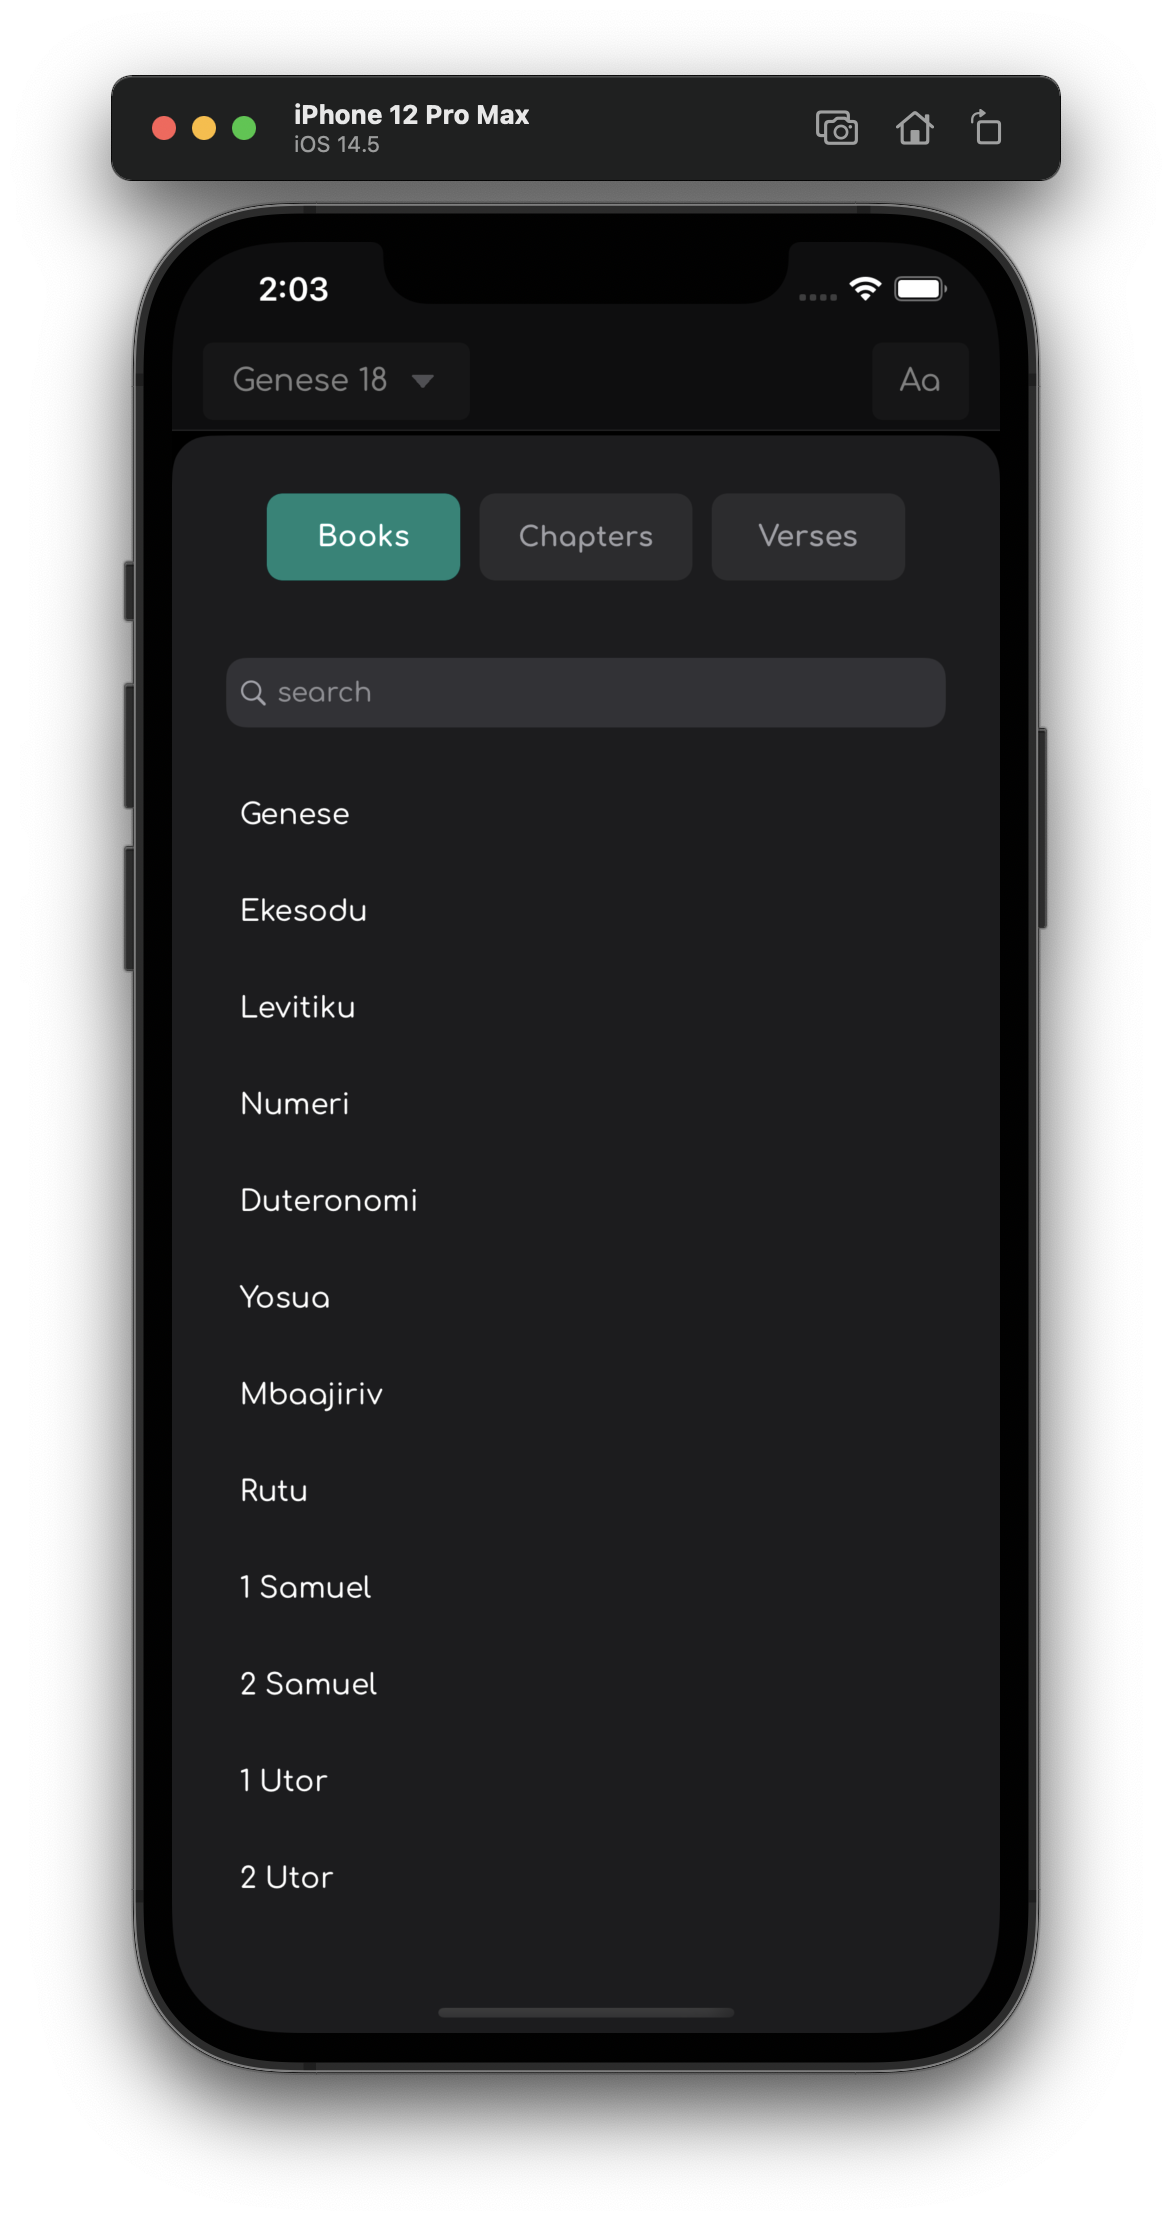 iPhone 12 Pro Max
iOS 14.5
2:03
Genese 18
Aa
Books
Chapters
Verses
search
Genese
Ekesodu
Levitiku
Numeri
Duteronomi
Yosua
Mbaajiriv
Rutu
1 Samuel
2 Samuel
1 Utor
2 Utor